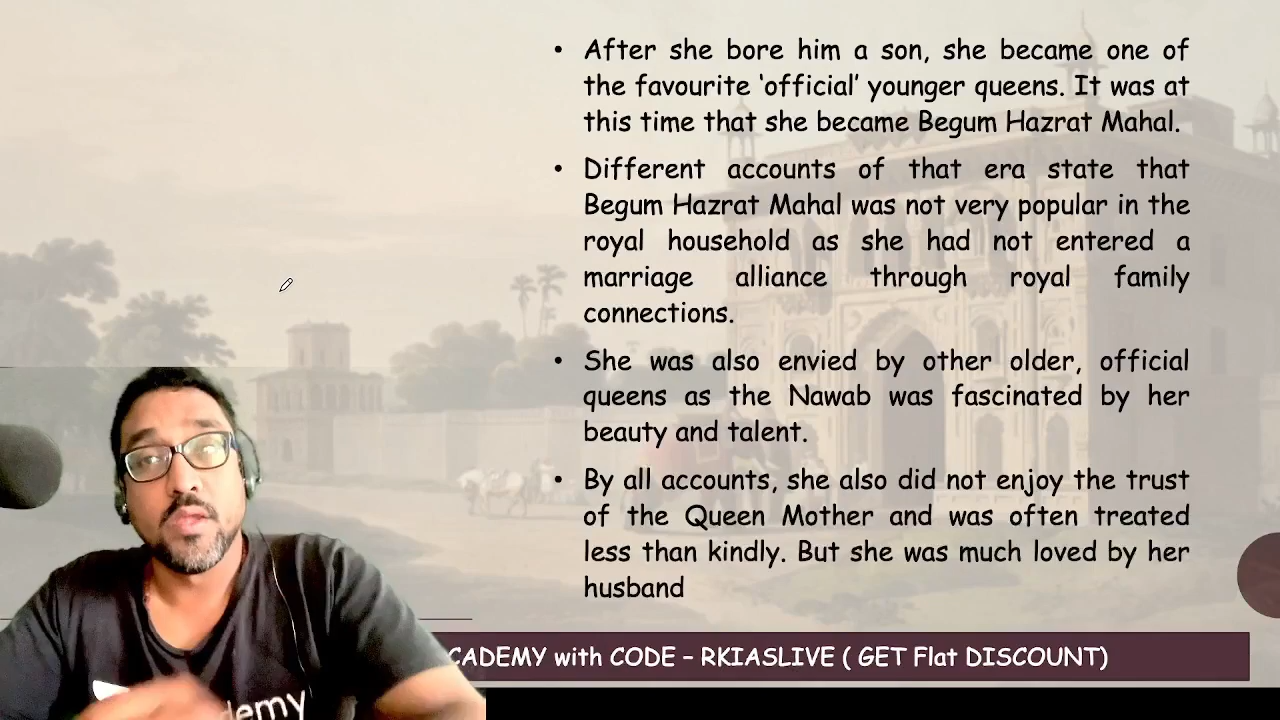 • After she bore him a son, she became one of
the favourite ‘official’ younger queens. It was at
this time that she became Begum Hazrat Mahal.
• Different accounts of that era state that
Begum Hazrat Mahal was not very popular in the
royal household as she had not entered a
marriage alliance through royal family
connections.
• She was also envied by other older, official
queens as the Nawab was fascinated by her
beauty and talent.
• By all accounts, she also did not enjoy the trust
of the Queen Mother and was often treated
less than kindly. But she was much loved by her
husband
CADEMY with CODE – RKIASLIVE ( GET Flat DISCOUNT)
demy